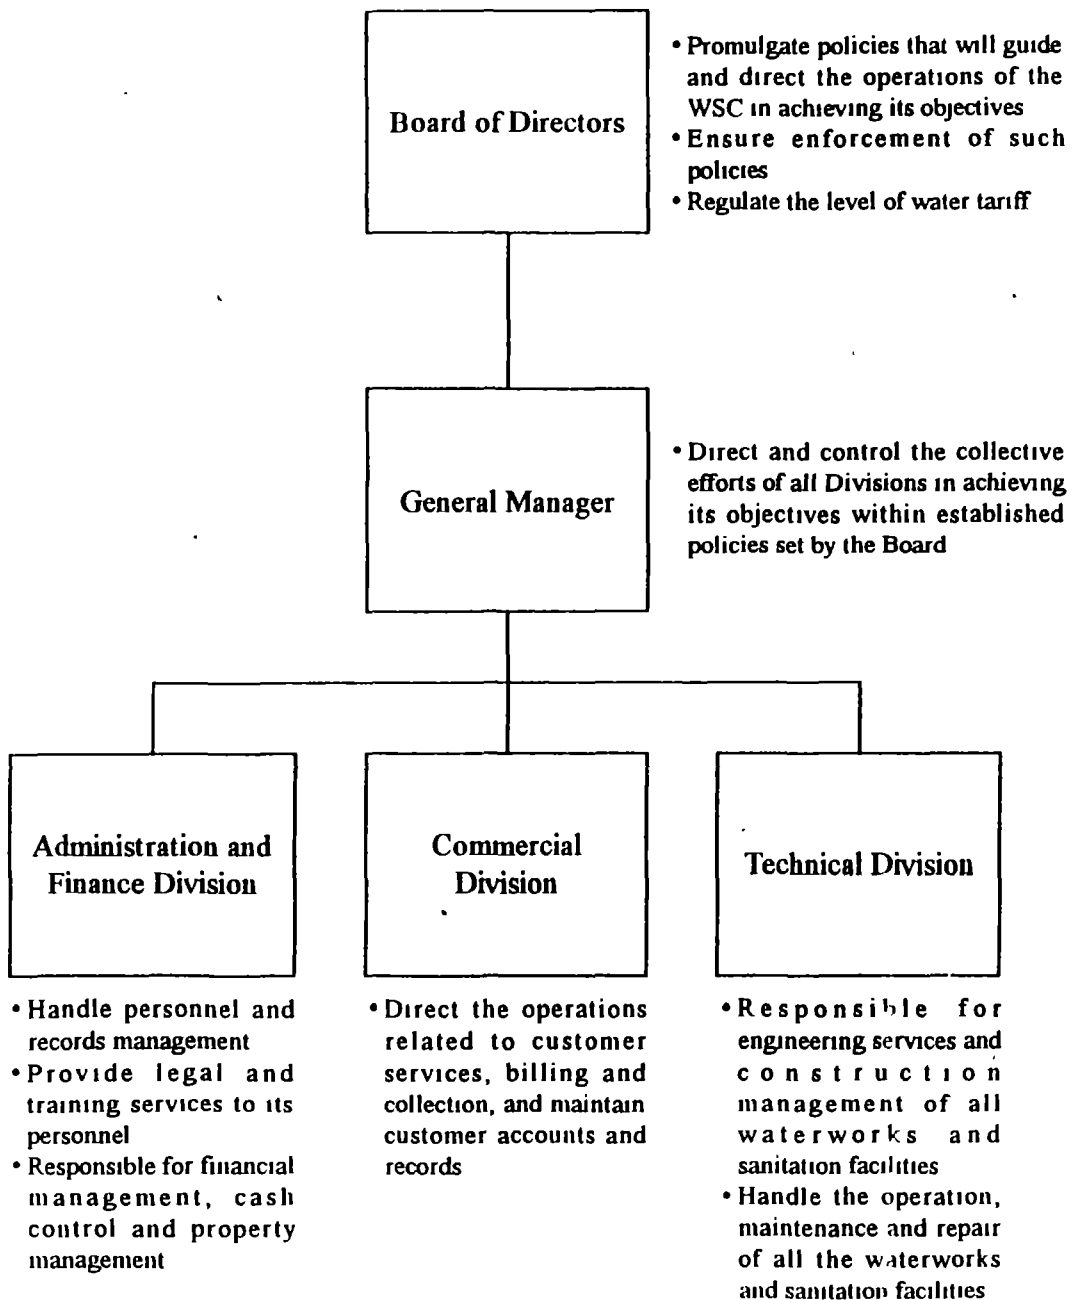 Board of Directors
• Promulgate policies that will guide
and direct the operations of the
WSC in achieving its objectives
• Ensure enforcement of such
policies
• Regulate the level of water tariff
General Manager
• Direct and control the collective
efforts of all Divisions in achieving
its objectives within established
policies set by the Board
Administration and
Finance Division
• Handle personnel and
records management
• Provide legal and
training services to its
personnel
• Responsible for financial
management, cash
control and property
management
Commercial
Division
• Direct the operations
related to customer
services, billing and
collection, and maintain
customer accounts and
records
Technical Division
• Responsible for
engineering services and
construction
management of all
waterworks and
sanitation facilities
• Handle the operation,
maintenance and repair
of all the waterworks
and sanitation facilities